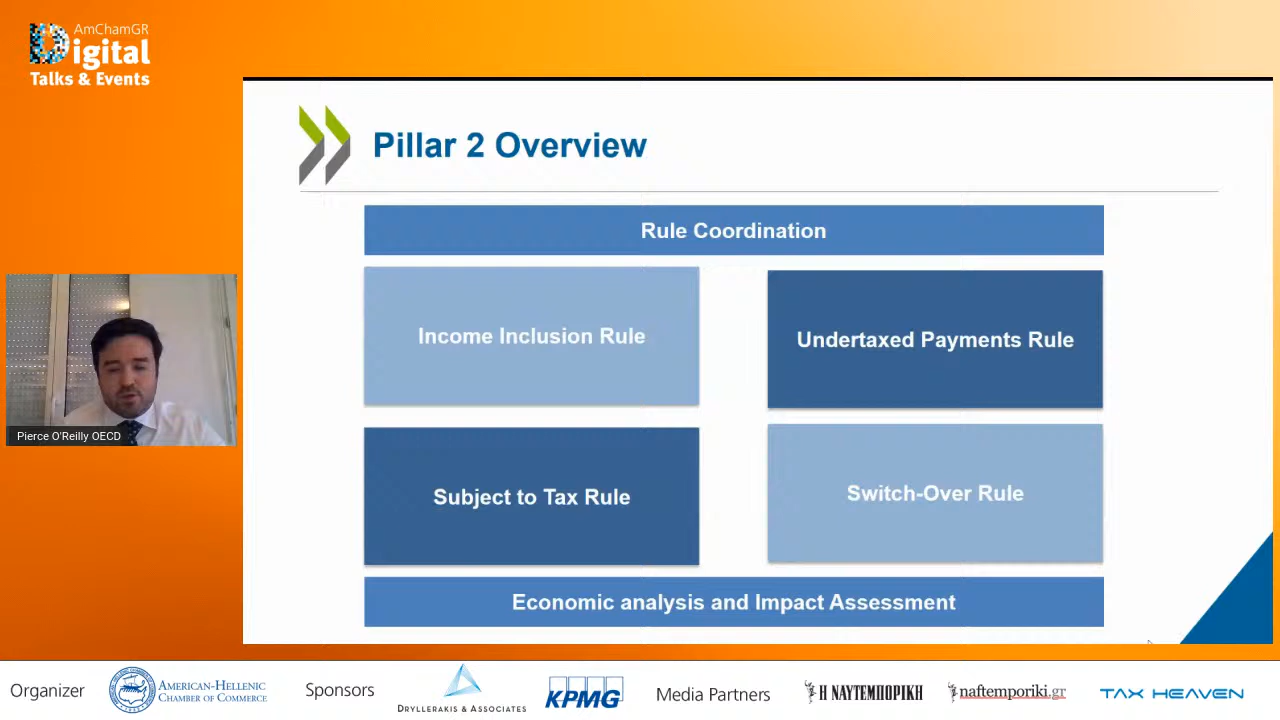 AmChamGR
Digital
Talks & Events
Pillar 2 Overview
Rule Coordination
Income Inclusion Rule
Undertaxed Payments Rule
Subject to Tax Rule
Switch-Over Rule
Economic analysis and Impact Assessment
Pierce O'Reilly OECD
Organizer
AMERICAN-HELLENIC
CHAMBER OF COMMERCE
Sponsors
DRYLLERAKIS & ASSOCIATES
KPMG
Media Partners
Η ΝΑΥΤΕΜΠΟΡΙΚΗ
naftemporiki.gr
TAX HEAVEN